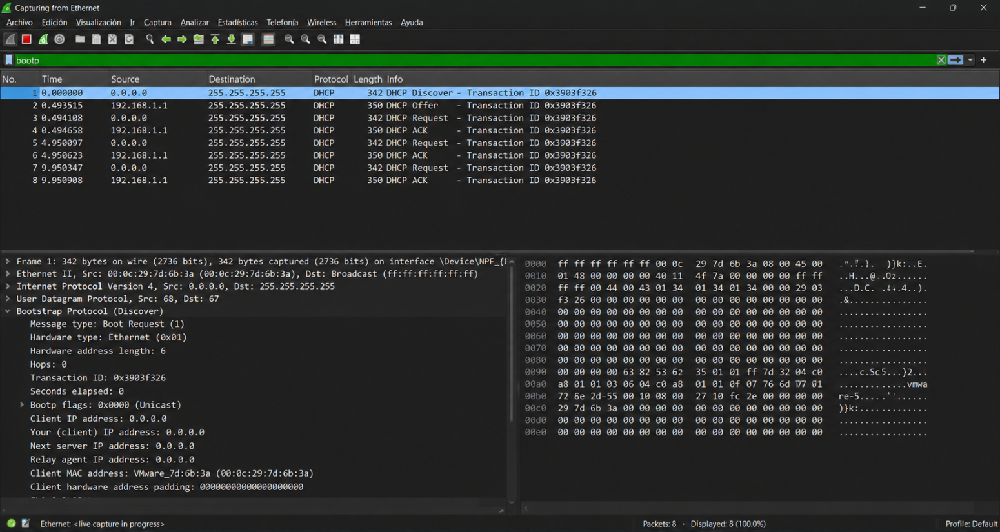 Capturing from Ethernet
Archivo Edición Visualización Ir Captura Analizar Estadísticas Telefonía Wireless Herramientas Ayuda
bootp
No. Time Source Destination Protocol Length Info
1 0.000000 0.0.0.0 255.255.255.255 DHCP 342 DHCP Discover - Transaction ID 0x3903f326
2 0.493515 192.168.1.1 255.255.255.255 DHCP 350 DHCP Offer - Transaction ID 0x3903f326
3 0.494108 0.0.0.0 255.255.255.255 DHCP 342 DHCP Request - Transaction ID 0x3903f326
4 0.494658 192.168.1.1 255.255.255.255 DHCP 350 DHCP ACK - Transaction ID 0x3903f326
5 4.950097 0.0.0.0 255.255.255.255 DHCP 342 DHCP Request - Transaction ID 0x3903f326
6 4.950623 192.168.1.1 255.255.255.255 DHCP 350 DHCP ACK - Transaction ID 0x3903f326
7 9.950347 0.0.0.0 255.255.255.255 DHCP 342 DHCP Request - Transaction ID 0x3903f326
8 9.950908 192.168.1.1 255.255.255.255 DHCP 350 DHCP ACK - Transaction ID 0x3903f326
Frame 1: 342 bytes on wire (2736 bits), 342 bytes captured (2736 bits) on interface \Device\NPF_{
Ethernet II, Src: 00:0c:29:7d:6b:3a (00:0c:29:7d:6b:3a), Dst: Broadcast (ff:ff:ff:ff:ff:ff)
Internet Protocol Version 4, Src: 0.0.0.0, Dst: 255.255.255.255
User Datagram Protocol, Src: 68, Dst: 67
Bootstrap Protocol (Discover)
Message type: Boot Request (1)
Hardware type: Ethernet (0x01)
Hardware address length: 6
Hops: 0
Transaction ID: 0x3903f326
Seconds elapsed: 0
Bootp flags: 0x0000 (Unicast)
Client IP address: 0.0.0.0
Your (client) IP address: 0.0.0.0
Next server IP address: 0.0.0.0
Relay agent IP address: 0.0.0.0
Client MAC address: VMware_7d:6b:3a (00:0c:29:7d:6b:3a)
Client hardware address padding: 00000000000000000000
0000 ff ff ff ff ff ff 00 0c 29 7d 6b 3a 08 00 45 00 )}k:..E.
0010 01 48 00 00 00 00 40 11 4f 7a 00 00 00 00 ff ff ..H...@..Oz......
0020 ff ff 00 44 00 43 01 34 01 34 01 34 00 00 29 03 ...D.C.
0030 f3 26 00 00 00 00 00 00 00 00 00 00 00 00 00 00 .&...............
0040 00 00 00 00 00 00 00 00 00 00 00 00 00 00 00 00 .................
0050 00 00 00 00 00 00 00 00 00 00 00 00 00 00 00 00 .................
0060 00 00 00 00 00 00 00 00 00 00 00 00 00 00 00 00 .................
0070 00 00 00 00 00 00 00 00 00 00 00 00 00 00 00 00 .................
0080 00 00 00 00 00 00 00 00 00 00 00 00 00 00 00 00 .................
0090 00 00 00 00 63 82 53 62 35 01 01 ff 7d 32 04 c0 ....c.Sc5...}2...
00a0 a8 01 01 03 06 04 c0 a8 01 01 0f 07 76 6d .............vmwa
00b0 72 6e 2d-55 00 10 08 00 27 10 fc 2e 00 00 00 00 re-5.....
00c0 29 7d 6b 3a 00 00 00 00 00 00 00 00 00 00 00 00 )}k:.............
00d0 00 00 00 00 00 00 00 00 00 00 00 00 00 00 00 00 .................
00e0 00 00 00 00 00 00 00 00 00 00 00 00 00 00 00 00 .................
Ethernet: <live capture in progress>
Packets: 8 · Displayed: 8 (100.0%)
Profile: Default